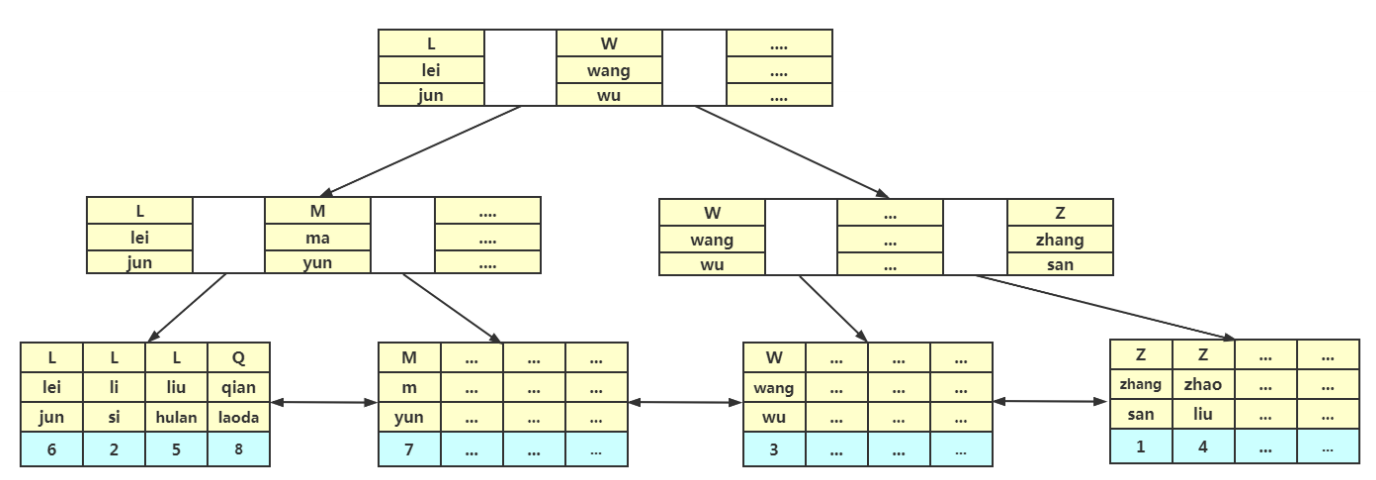 L W ....
lei wang ....
jun wu ....
L M ....
lei ma ....
jun yun ....
W ... Z
wang ... zhang
wu ... san
L L L Q
lei li liu qian
jun si hulan laoda
6 2 5 8
M ... ... ...
m ... ... ...
yun ... ... ...
7 ... ... ...
W ... ... ...
wang ... ... ...
wu ... ... ...
3 ... ... ...
Z Z ... ...
zhang zhao ... ...
san liu ... ...
1 4 ... ...